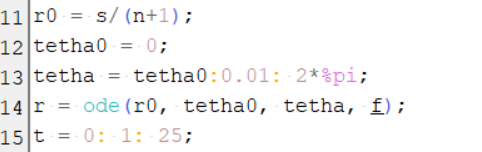 11 r0 = s/(n+1);
12 tetha0 = 0;
13 tetha = tetha0:0.01: 2*%pi;
14 r = ode(r0, tetha0, tetha, f);
15 t = 0: 1: 25;